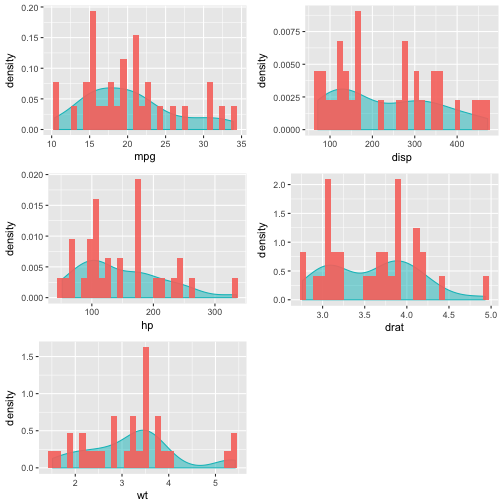 density
0.20
0.15
0.10
0.05
0.00
10 15 20 25 30 35
mpg
density
0.0075
0.0050
0.0025
0.0000
100 200 300 400
disp
density
0.020
0.015
0.010
0.005
0.000
100 200 300
hp
density
2.0
1.5
1.0
0.5
0.0
3.0 3.5 4.0 4.5 5.0
drat
density
1.5
1.0
0.5
0.0
2 3 4 5
wt